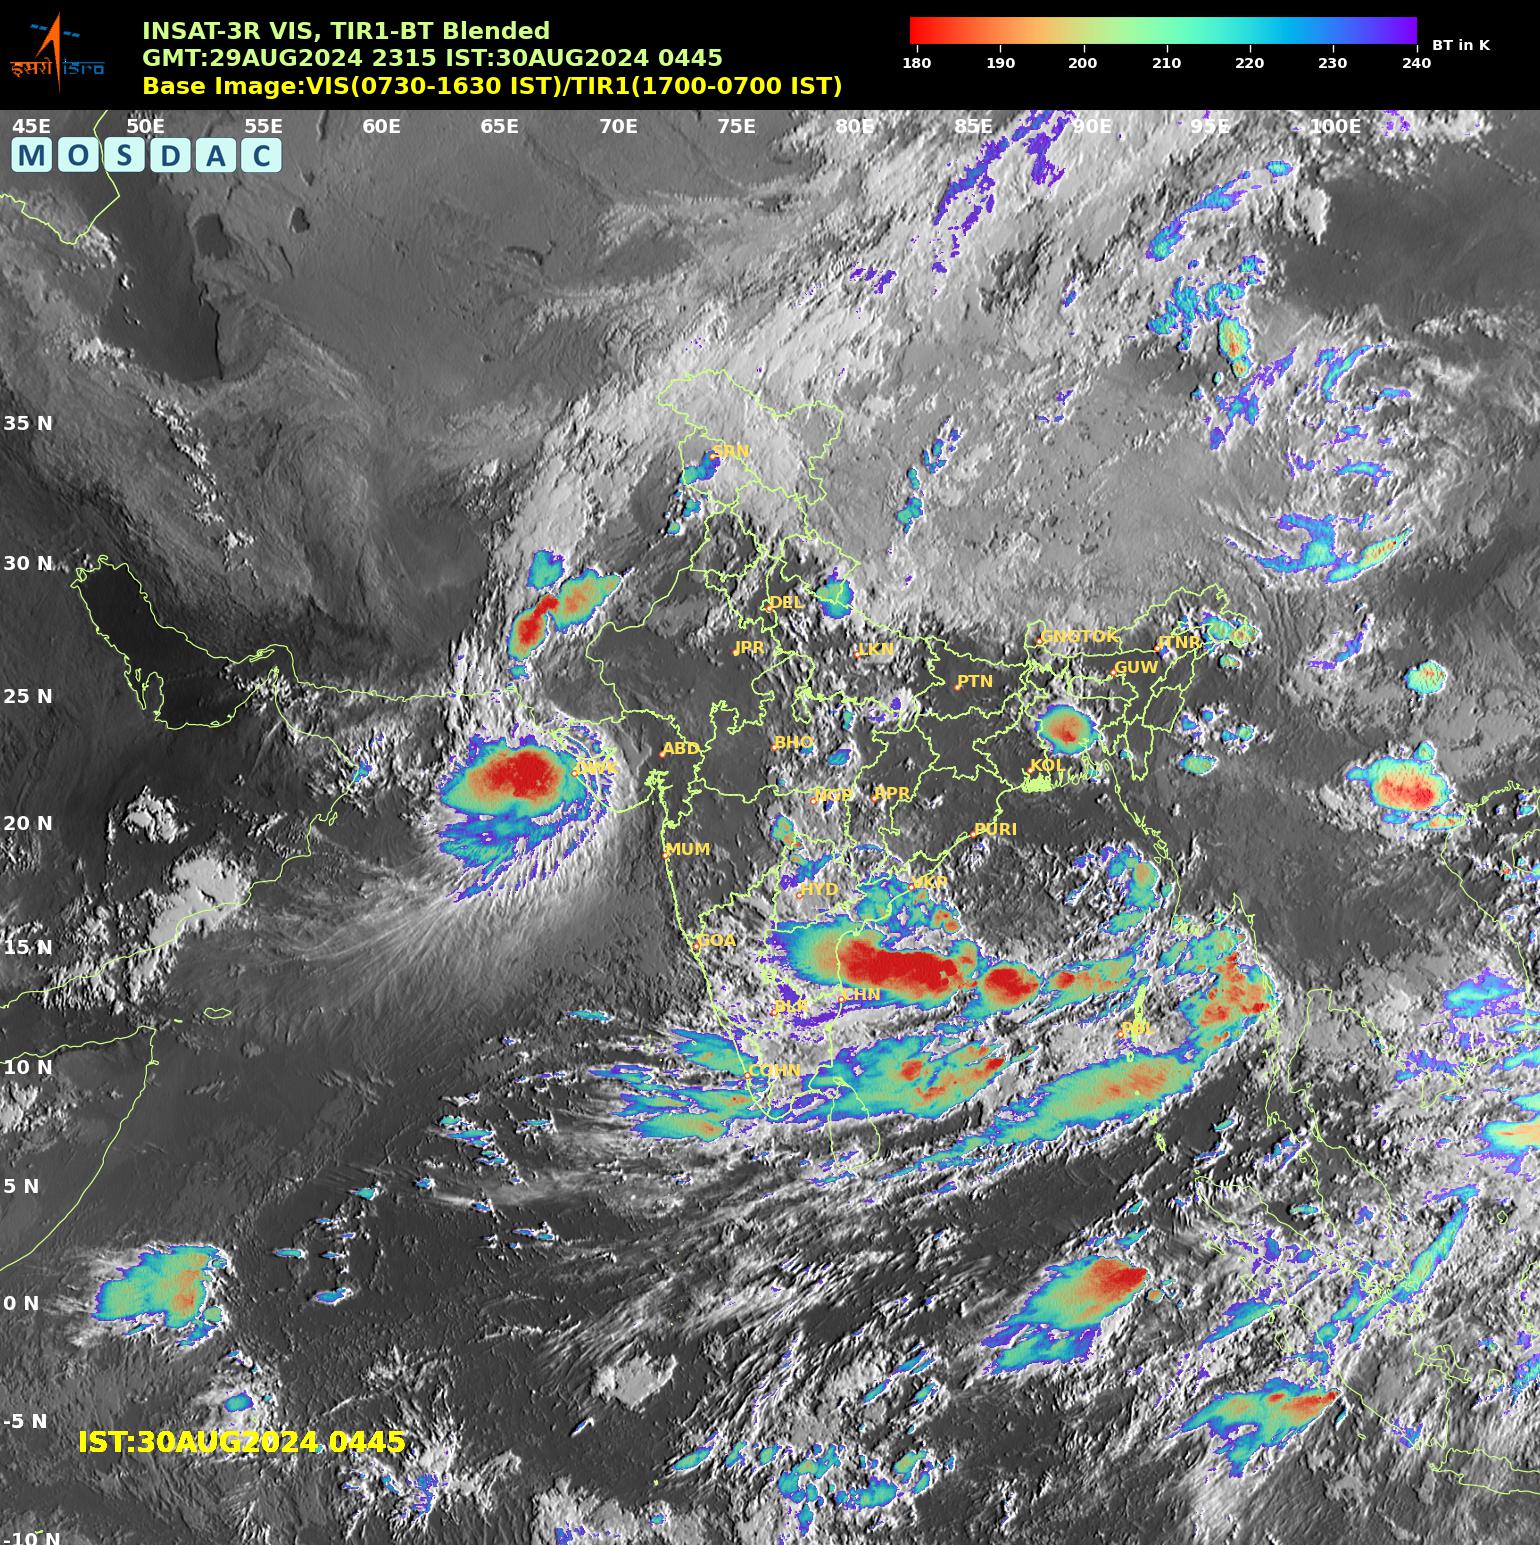 INSAT-3R VIS, TIR1-BT Blended
GMT:29AUG2024 2315 IST:30AUG2024 0445
Base Image:VIS(0730-1630 IST)/TIR1(1700-0700 IST)
इसरो isro
BT in K
180 190 200 210 220 230 240
45E 50E 55E 60E 65E 70E 75E 80E 85E 90E 95E 100E
M O S D A C
35 N
SRN
30 N
DEL
GNGTOK
JPR LKN ITNR
GUW
PTN
25 N
BHO
ABD
KOL
DWK
NGP RPR
20 N
PURI
MUM
VKP
HYD
15 N
GOA
CHN
BLR
PBL
10 N
COHN
5 N
0 N
-5 N
IST:30AUG2024 0445
-10 N